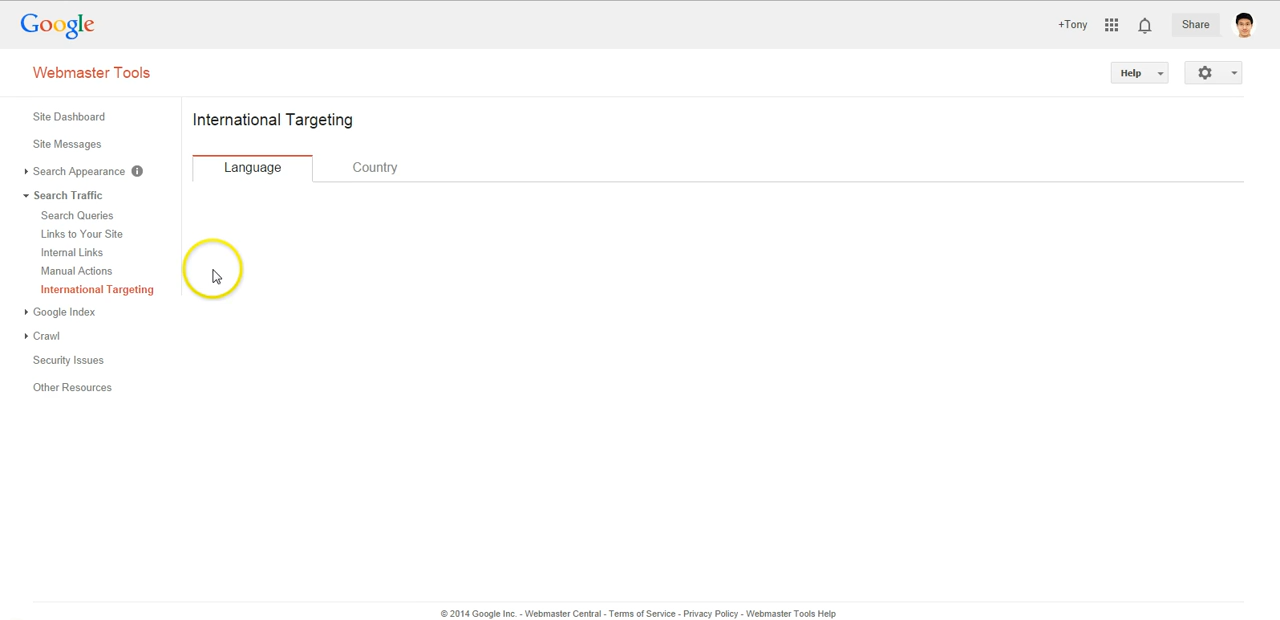 Google
+Tony
Share
Webmaster Tools
Help
Site Dashboard
Site Messages
Search Appearance
Search Traffic
Search Queries
Links to Your Site
Internal Links
Manual Actions
International Targeting
Google Index
Crawl
Security Issues
Other Resources
International Targeting
Language
Country
© 2014 Google Inc. - Webmaster Central - Terms of Service - Privacy Policy - Webmaster Tools Help